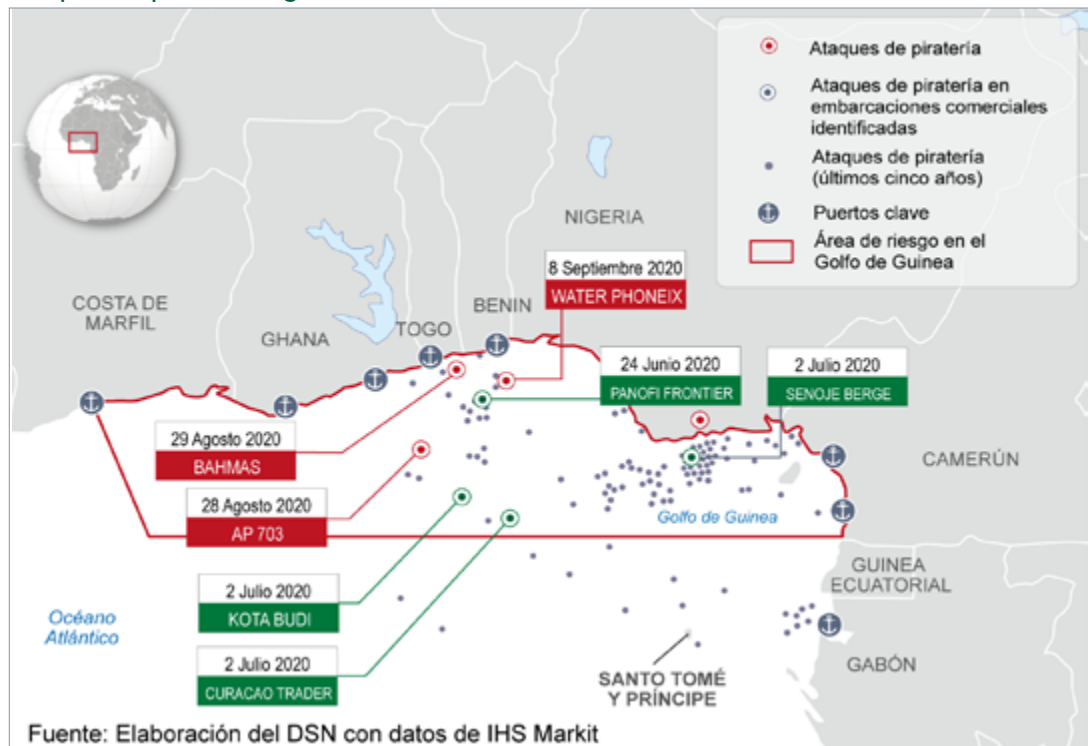 Ataques de piratería
Ataques de piratería en
embarcaciones comerciales
identificadas
Ataques de piratería
(últimos cinco años)
Puertos clave
Área de riesgo en el
Golfo de Guinea
NIGERIA
COSTA DE
MARFIL
GHANA
TOGO
BENIN
8 Septiembre 2020
WATER PHONEIX
24 Junio 2020
PANOFI FRONTIER
2 Julio 2020
SENOJE BERGE
29 Agosto 2020
BAHMAS
28 Agosto 2020
AP 703
CAMERÚN
Golfo de Guinea
2 Julio 2020
KOTA BUDI
2 Julio 2020
CURACAO TRADER
Océano
Atlántico
GUINEA
ECUATORIAL
GABÓN
SANTO TOMÉ
Y PRÍNCIPE
Fuente: Elaboración del DSN con datos de IHS Markit